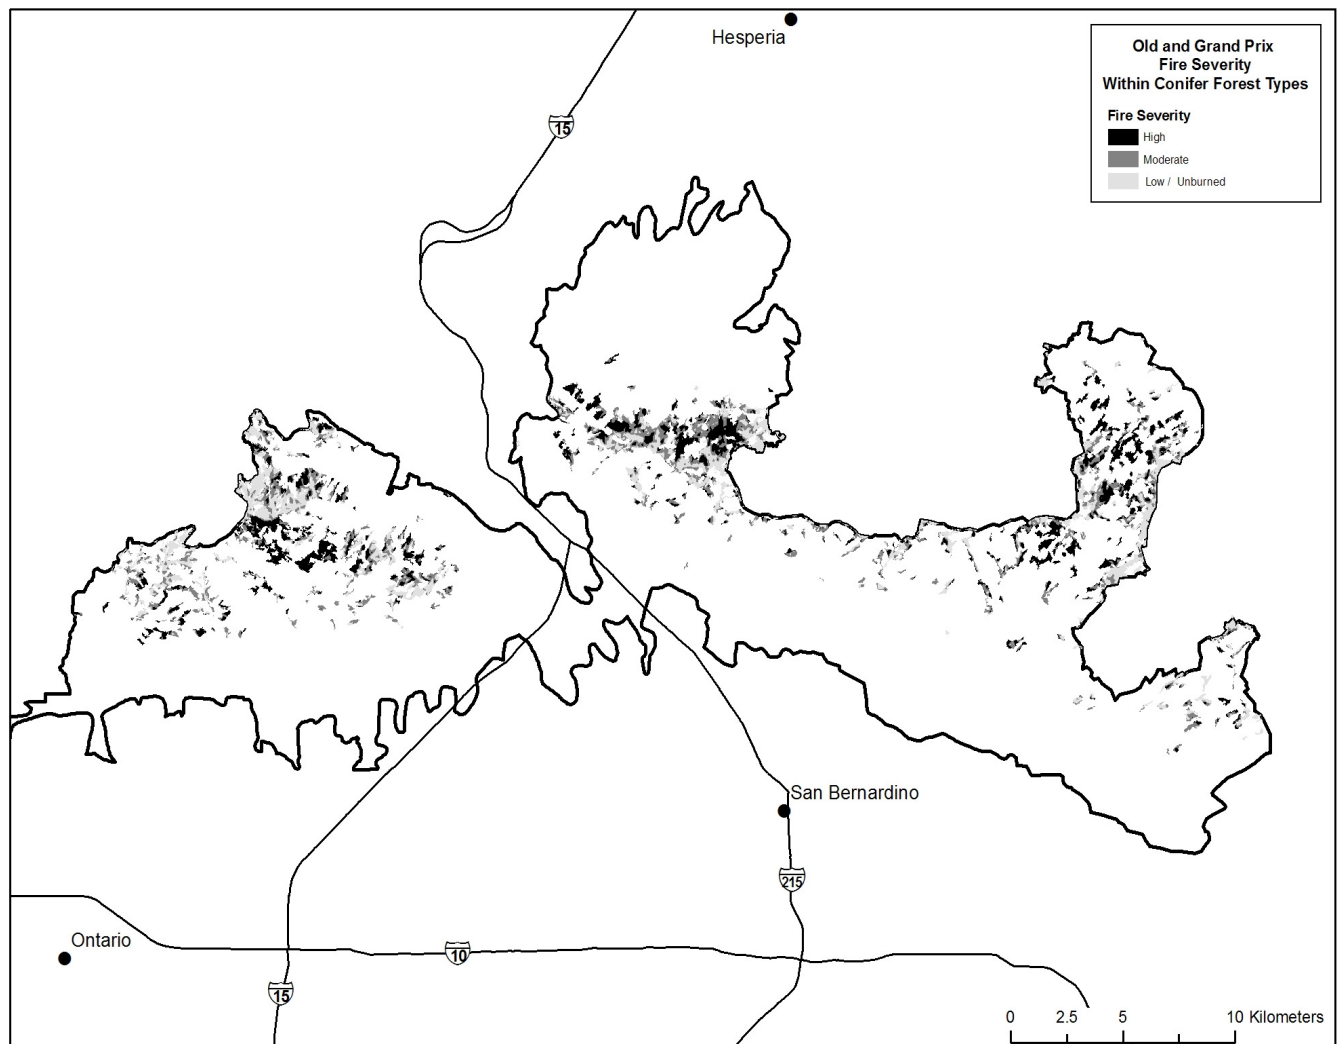 Hesperia
Old and Grand Prix
Fire Severity
Within Conifer Forest Types
Fire Severity
High
Moderate
Low / Unburned
15
San Bernardino
215
Ontario
10
15
0 2.5 5 10 Kilometers